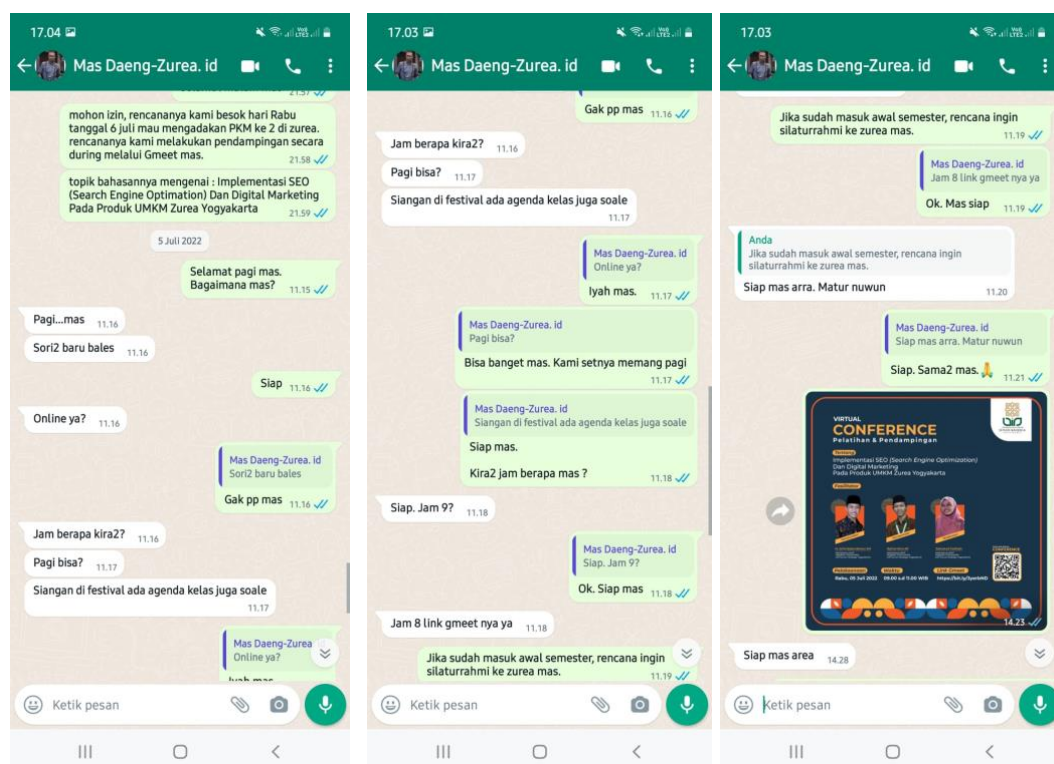 17.04
Mas Daeng-Zurea. id
21.57
mohon izin, rencananya kami besok hari Rabu
tanggal 6 juli mau mengadakan PKM ke 2 di zurea.
rencananya kami melakukan pendampingan secara
during melalui Gmeet mas.
21.58
topik bahasannya mengenai : Implementasi SEO
(Search Engine Optimation) Dan Digital Marketing
Pada Produk UMKM Zurea Yogyakarta
21.59
5 Juli 2022
Selamat pagi mas.
Bagaimana mas?
11.15
Pagi...mas
11.16
Sori2 baru bales
11.16
Siap
11.16
Online ya?
11.16
Mas Daeng-Zurea. id
Sori2 baru bales
Gak pp mas
11.16
Jam berapa kira2?
11.16
Pagi bisa?
11.17
Siangan di festival ada agenda kelas juga soale
11.17
Mas Daeng-Zurea
Online ya?
Iyah mas
Ketik pesan
17.03
Mas Daeng-Zurea. id
Gak pp mas
11.16
Jam berapa kira2?
11.16
Pagi bisa?
11.17
Siangan di festival ada agenda kelas juga soale
11.17
Mas Daeng-Zurea. id
Online ya?
Iyah mas.
11.17
Mas Daeng-Zurea. id
Pagi bisa?
Bisa banget mas. Kami setnya memang pagi
11.17
Mas Daeng-Zurea. id
Siangan di festival ada agenda kelas juga soale
Siap mas.
Kira2 jam berapa mas ?
11.18
Siap. Jam 9?
11.18
Mas Daeng-Zurea. id
Siap. Jam 9?
Ok. Siap mas
11.18
Jam 8 link gmeet nya ya
11.18
Jika sudah masuk awal semester, rencana ingin
silaturrahmi ke zurea mas.
11.19
Ketik pesan
17.03
Mas Daeng-Zurea. id
Jika sudah masuk awal semester, rencana ingin
silaturrahmi ke zurea mas.
11.19
Mas Daeng-Zurea. id
Jam 8 link gmeet nya ya
Ok. Mas siap
11.19
Anda
Jika sudah masuk awal semester, rencana ingin
silaturrahmi ke zurea mas.
Siap mas arra. Matur nuwun
11.20
Mas Daeng-Zurea. id
Siap mas arra. Matur nuwun
Siap. Sama2 mas.🙏
11.21
VIRTUAL
CONFERENCE
Pelatihan & Pendampingan
Tentang
Implementasi SEO (Search Engine Optimization)
Dan Digital Marketing
Pada Produk UMKM Zurea Yogyakarta
14.23
Siap mas area
14.28
Ketik pesan